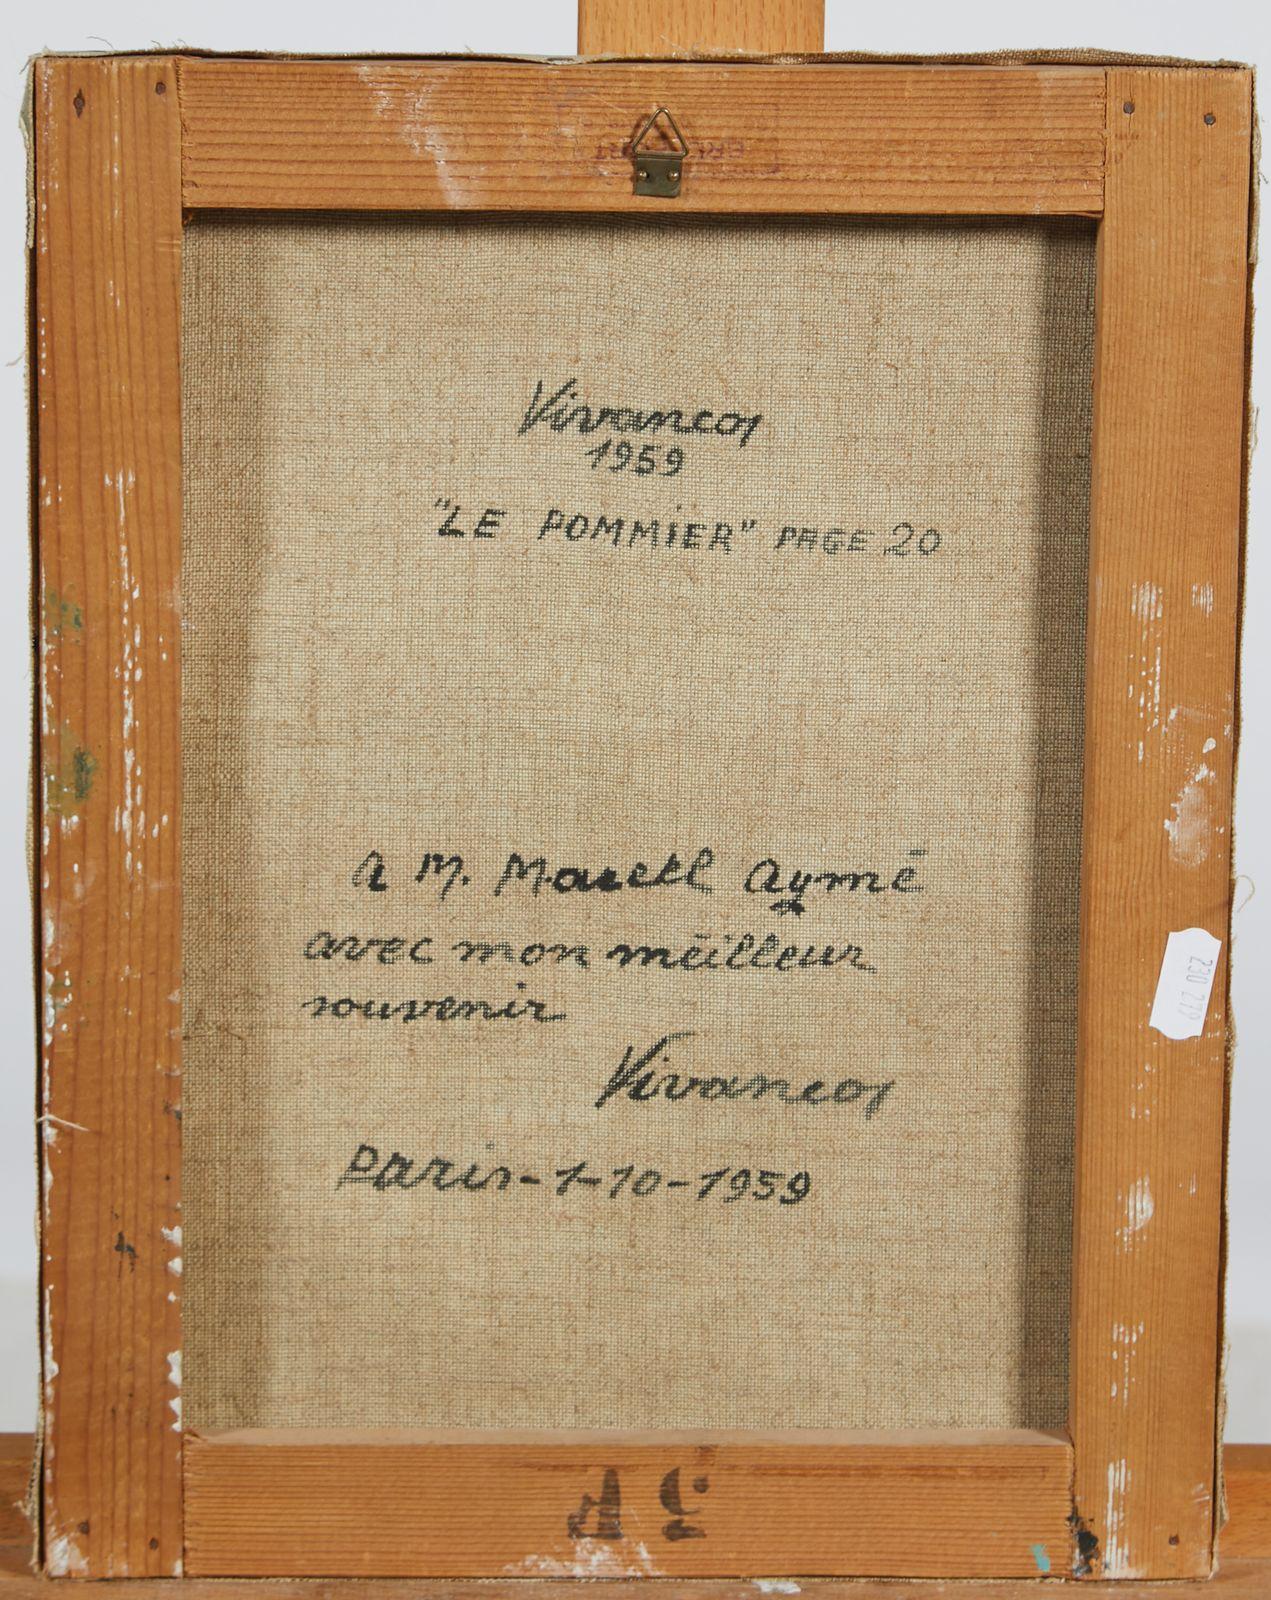 Vivancos
1959
"LE POMMIER" PAGE 20
A M. Marcel Aymé
avec mon meilleur
souvenir
Vivancos
Paris-1-10-1959
230 279